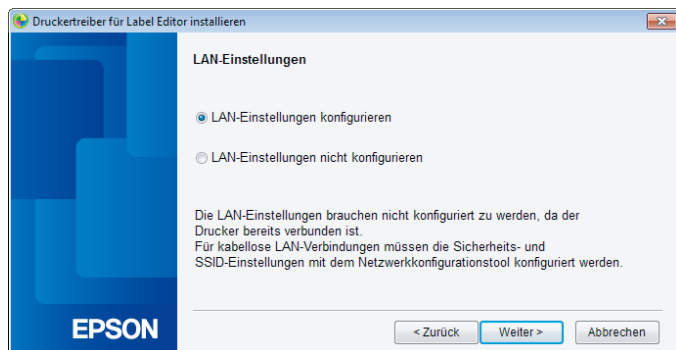 Druckertreiber für Label Editor installieren
LAN-Einstellungen
LAN-Einstellungen konfigurieren
LAN-Einstellungen nicht konfigurieren
Die LAN-Einstellungen brauchen nicht konfiguriert zu werden, da der
Drucker bereits verbunden ist.
Für kabellose LAN-Verbindungen müssen die Sicherheits- und
SSID-Einstellungen mit dem Netzwerkkonfigurationstool konfiguriert werden.
EPSON
< Zurück
Weiter >
Abbrechen